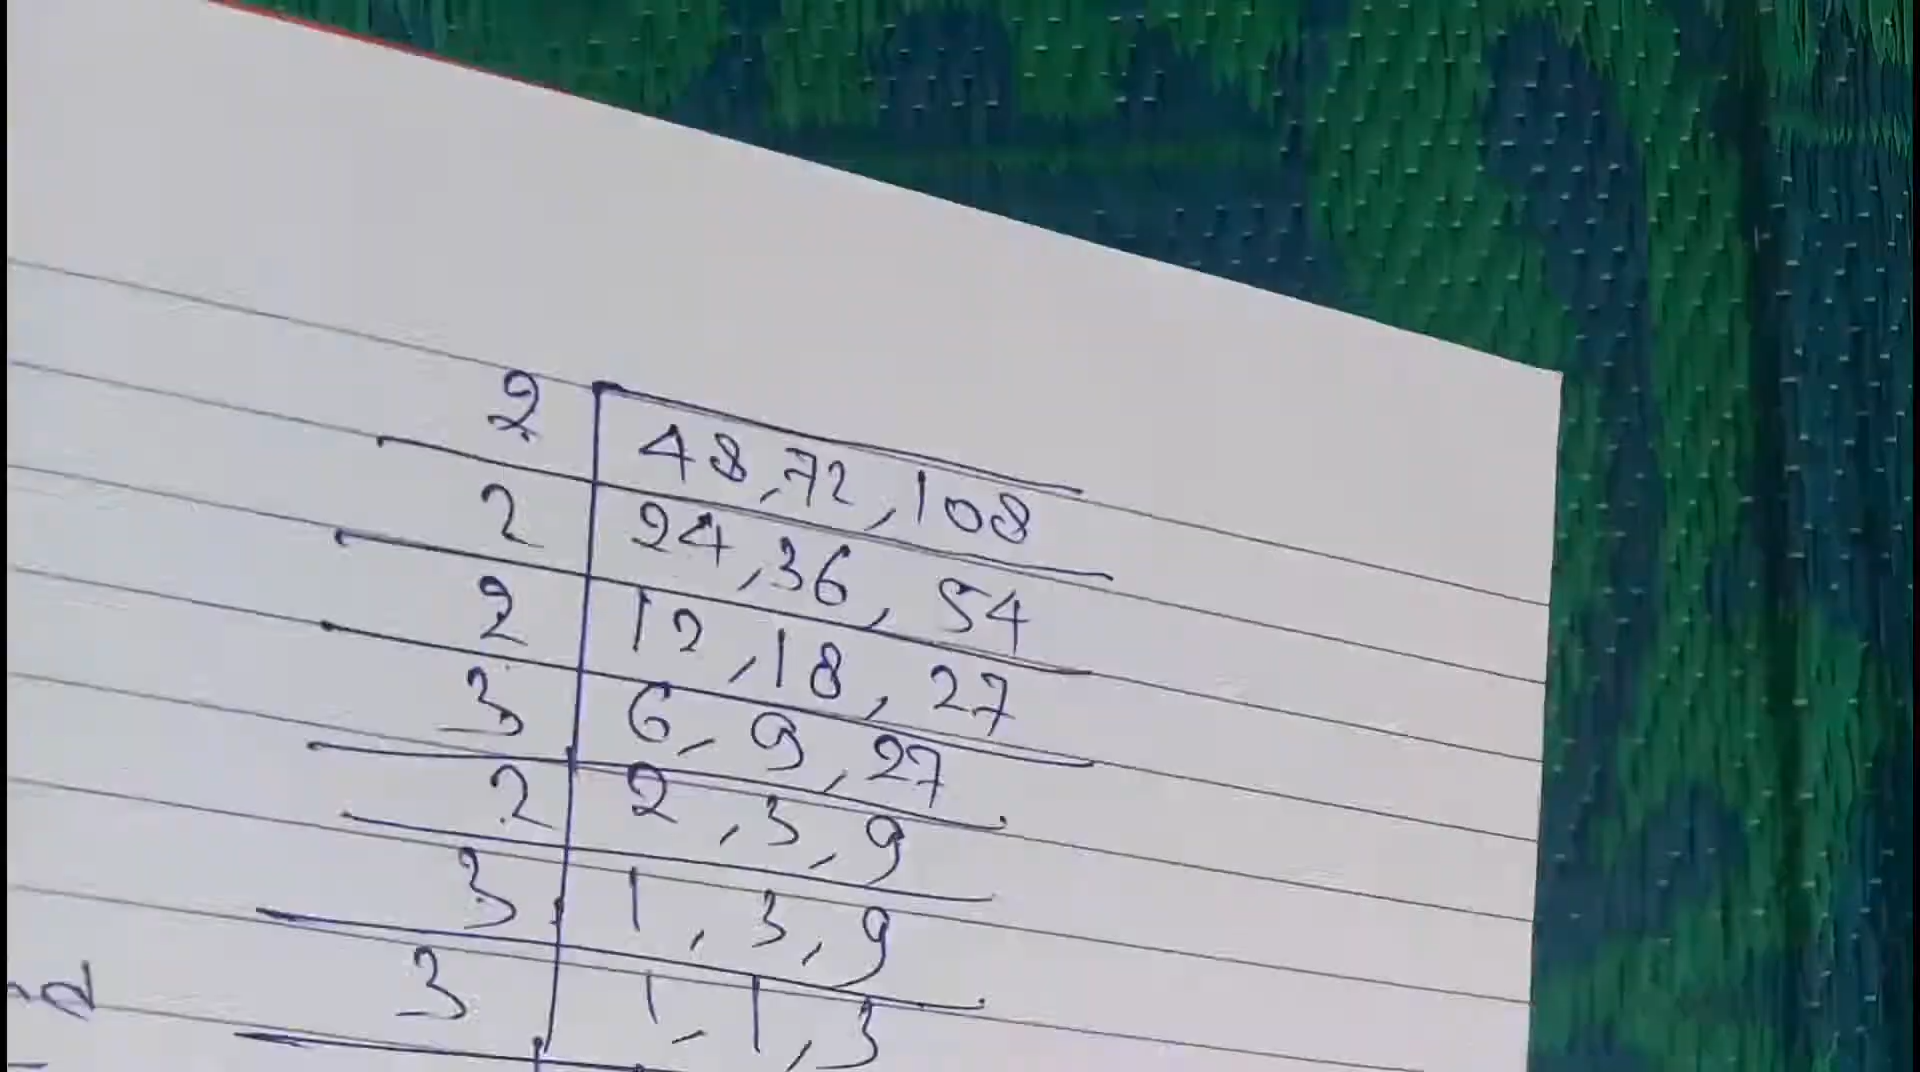 2 | 48, 72, 108
2 | 24, 36, 54
2 | 12, 18, 27
3 | 6, 9, 27
2 | 2, 3, 9
3 | 1, 3, 9
3 | 1, 1, 3